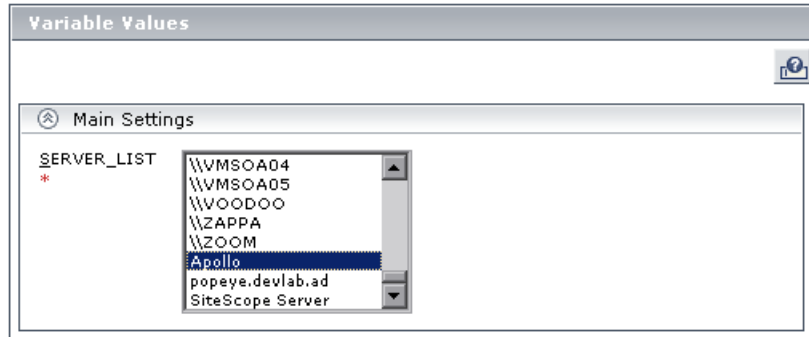 Variable Values
?
Main Settings
SERVER_LIST
*
\\VMSOA04
\\VMSOA05
\\VOODOO
\\ZAPPA
\\ZOOM
Apollo
popeye.devlab.ad
SiteScope Server